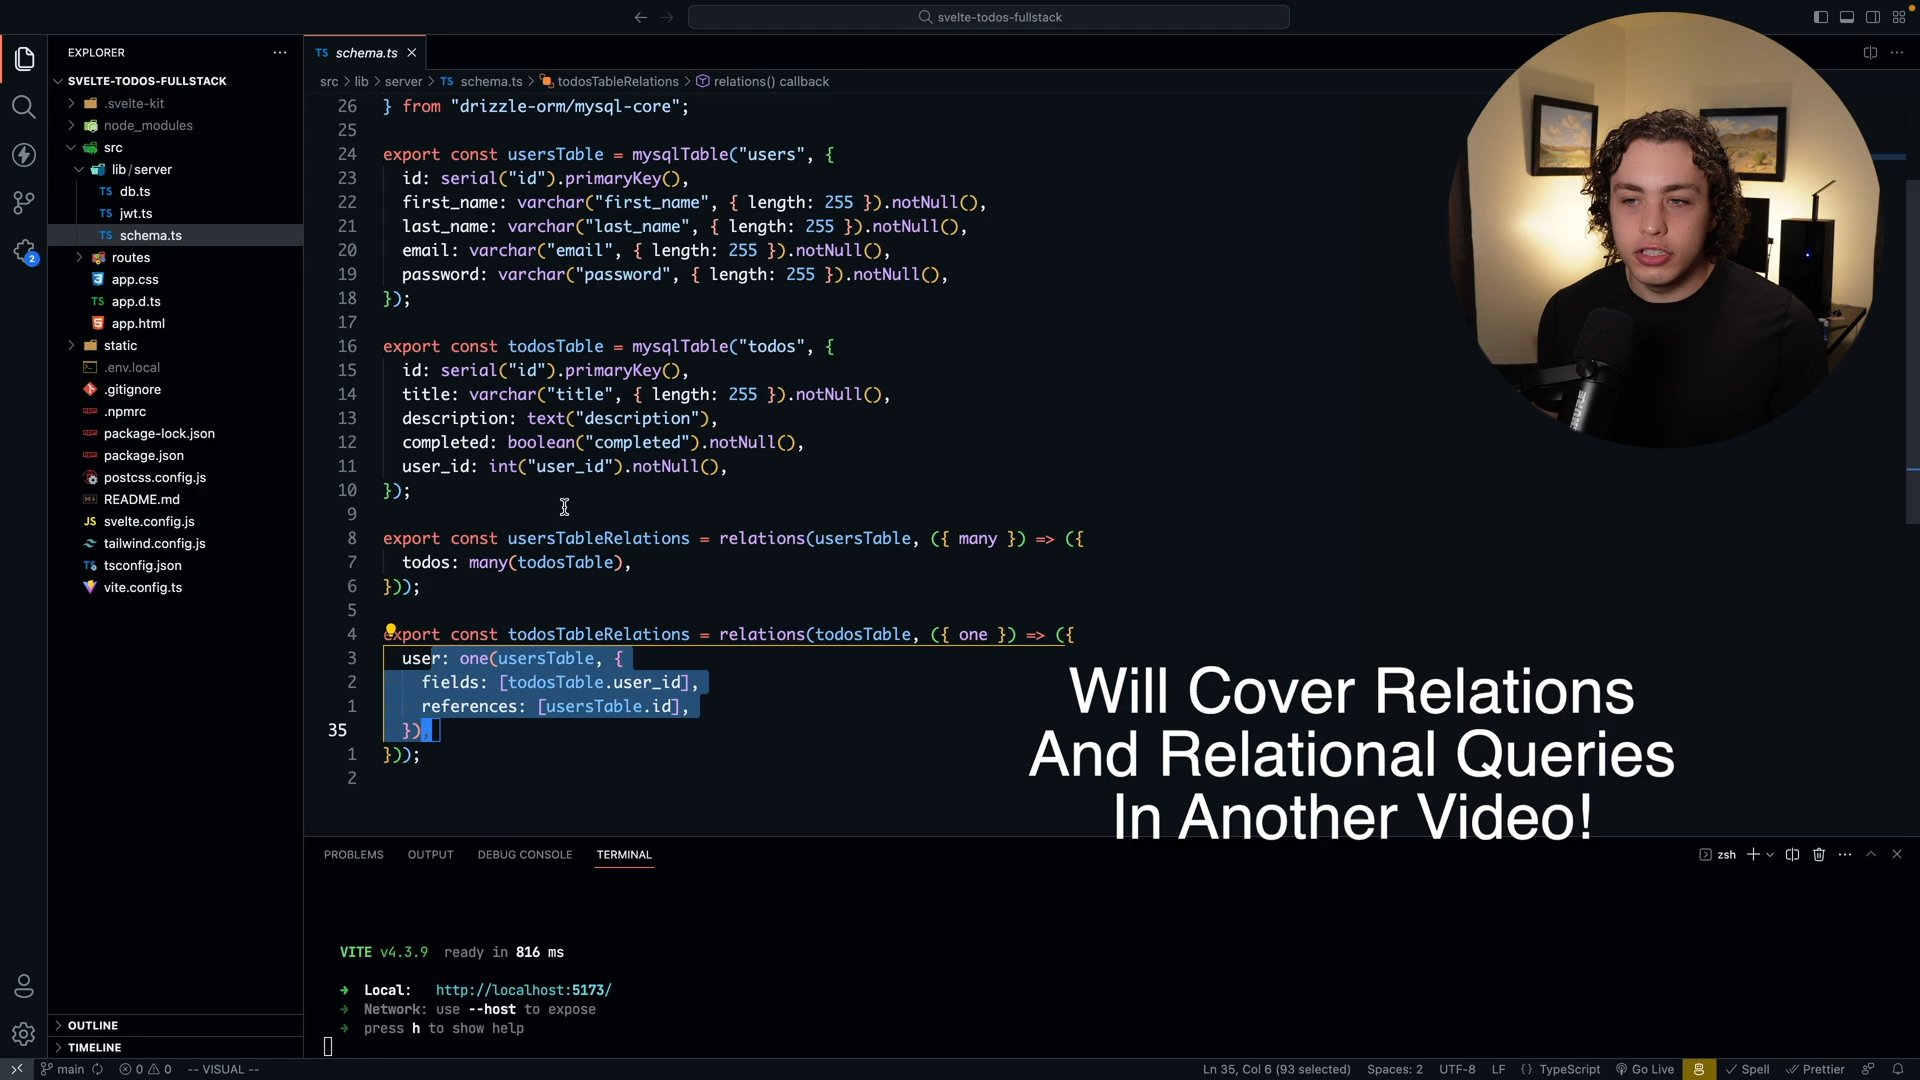 svelte-todos-fullstack
EXPLORER
SVELTE-TODOS-FULLSTACK
.svelte-kit
node_modules
src
lib/server
TS db.ts
TS jwt.ts
TS schema.ts
routes
app.css
TS app.d.ts
app.html
static
.env.local
.gitignore
.npmrc
package-lock.json
package.json
postcss.config.js
README.md
JS svelte.config.js
tailwind.config.js
tsconfig.json
vite.config.ts
OUTLINE
TIMELINE
2
TS schema.ts
src > lib > server > TS schema.ts > todosTableRelations > relations() callback
26 } from "drizzle-orm/mysql-core";
25
24 export const usersTable = mysqlTable("users", {
23 id: serial("id").primaryKey(),
22 first_name: varchar("first_name", { length: 255 }).notNull(),
21 last_name: varchar("last_name", { length: 255 }).notNull(),
20 email: varchar("email", { length: 255 }).notNull(),
19 password: varchar("password", { length: 255 }).notNull(),
18 });
17
16 export const todosTable = mysqlTable("todos", {
15 id: serial("id").primaryKey(),
14 title: varchar("title", { length: 255 }).notNull(),
13 description: text("description"),
12 completed: boolean("completed").notNull(),
11 user_id: int("user_id").notNull(),
10 });
9
8 export const usersTableRelations = relations(usersTable, ({ many }) => ({
7 todos: many(todosTable),
6 }));
5
4 export const todosTableRelations = relations(todosTable, ({ one }) => ({
3 user: one(usersTable, {
2 fields: [todosTable.user_id],
1 references: [usersTable.id],
35 }),
1 }));
2
Will Cover Relations
And Relational Queries
In Another Video!
PROBLEMS OUTPUT DEBUG CONSOLE TERMINAL
zsh
VITE v4.3.9 ready in 816 ms
➜ Local: http://localhost:5173/
➜ Network: use --host to expose
➜ press h to show help
main 0 0 -- VISUAL --
Ln 35, Col 6 (93 selected) Spaces: 2 UTF-8 LF {} TypeScript Go Live Spell Prettier